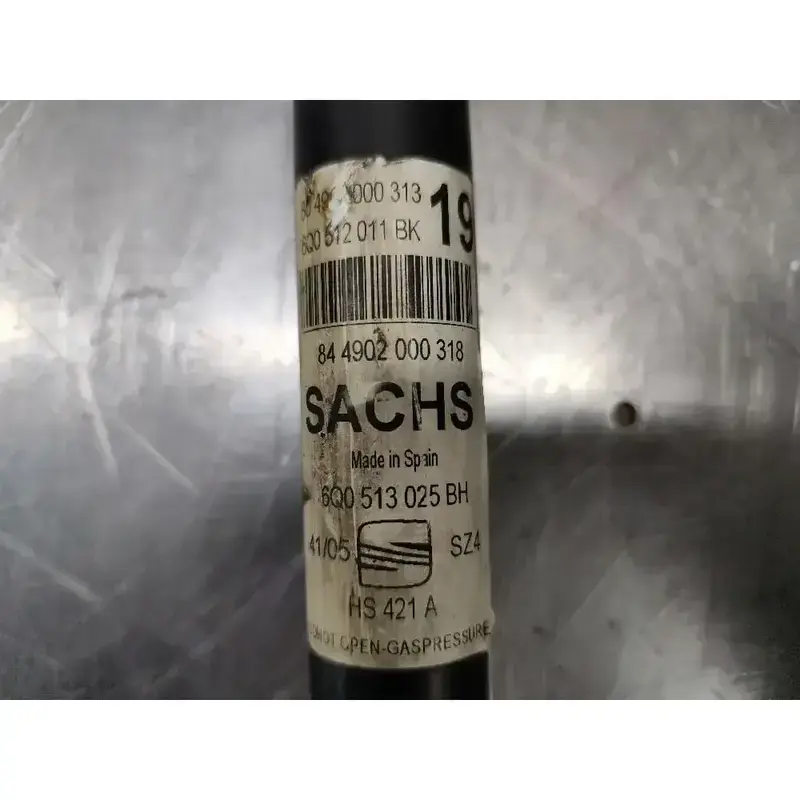 000 313
19
6Q0 512 011 BK
84 4902 000 318
SACHS
Made in Spain
6Q0 513 025 BH
41/05 SZ4
HS 421 A
NOT OPEN-GASPRESSURE